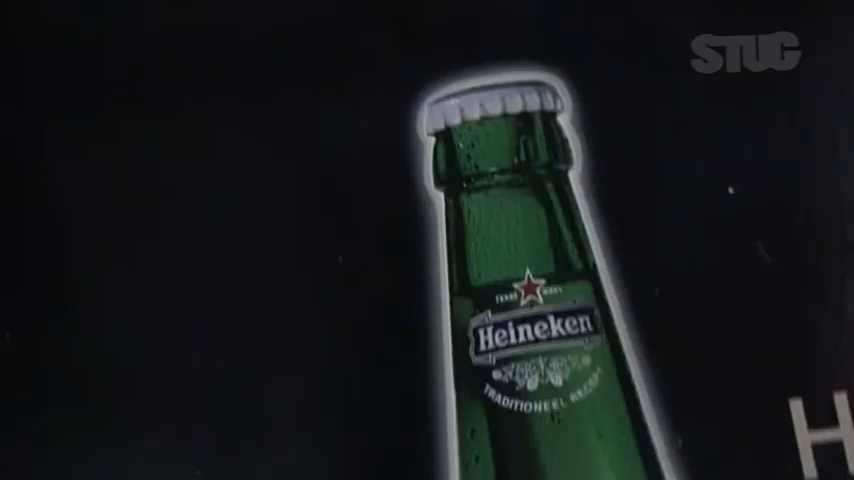 STUG
TRADE MARK
Heineken
TRADITIONEEL RECEPT
H